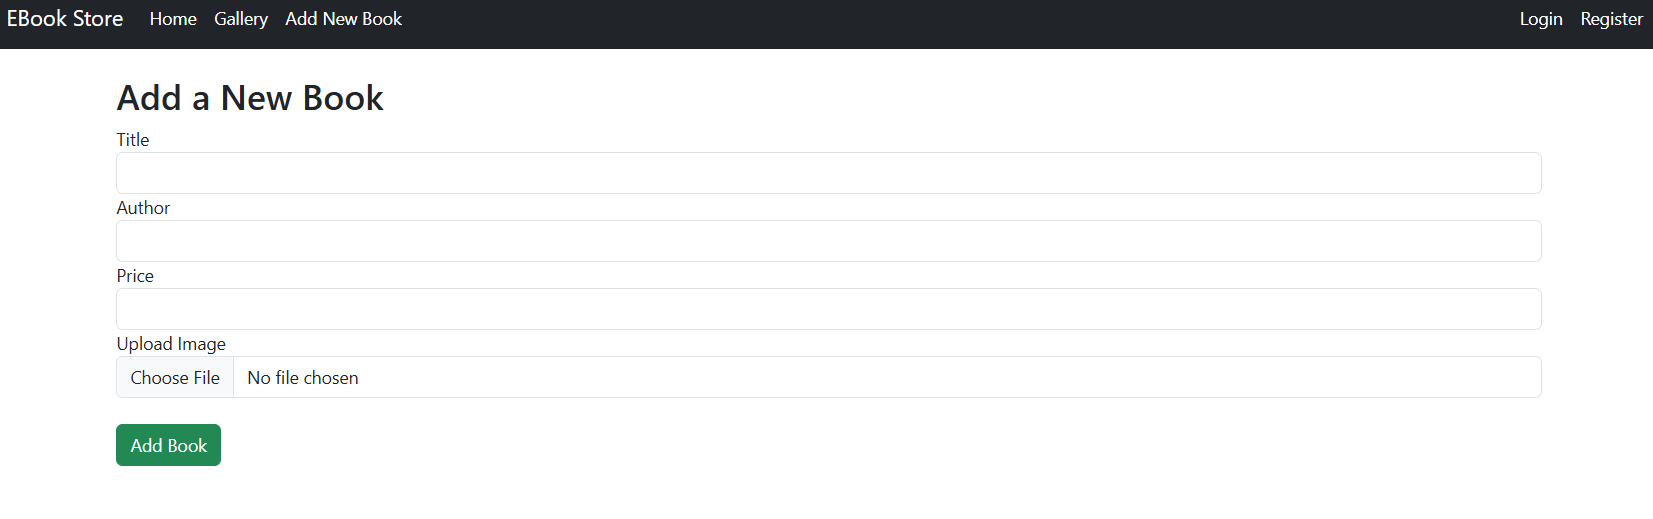 EBook Store Home Gallery Add New Book Login Register
Add a New Book
Title
Author
Price
Upload Image
Choose File No file chosen
Add Book